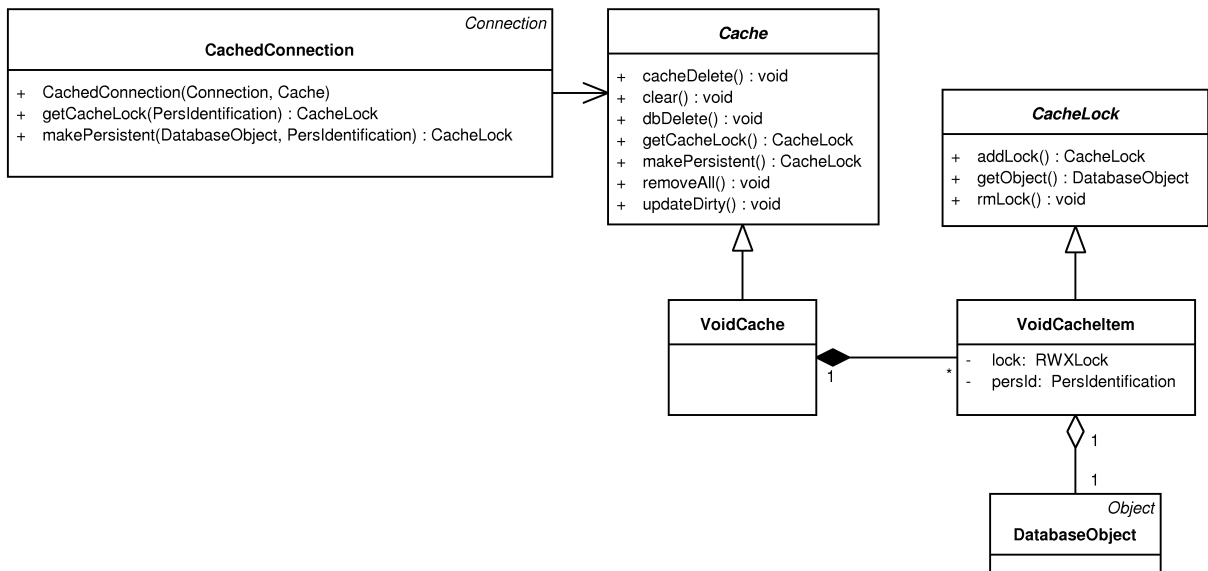 Connection
CachedConnection
+ CachedConnection(Connection, Cache)
+ getCacheLock(PersIdentification) : CacheLock
+ makePersistent(DatabaseObject, PersIdentification) : CacheLock
Cache
+ cacheDelete() : void
+ clear() : void
+ dbDelete() : void
+ getCacheLock() : CacheLock
+ makePersistent() : CacheLock
+ removeAll() : void
+ updateDirty() : void
CacheLock
+ addLock() : CacheLock
+ getObject() : DatabaseObject
+ rmLock() : void
VoidCache
1
*
VoidCacheItem
- lock: RWXLock
- persId: PersIdentification
1
1
Object
DatabaseObject